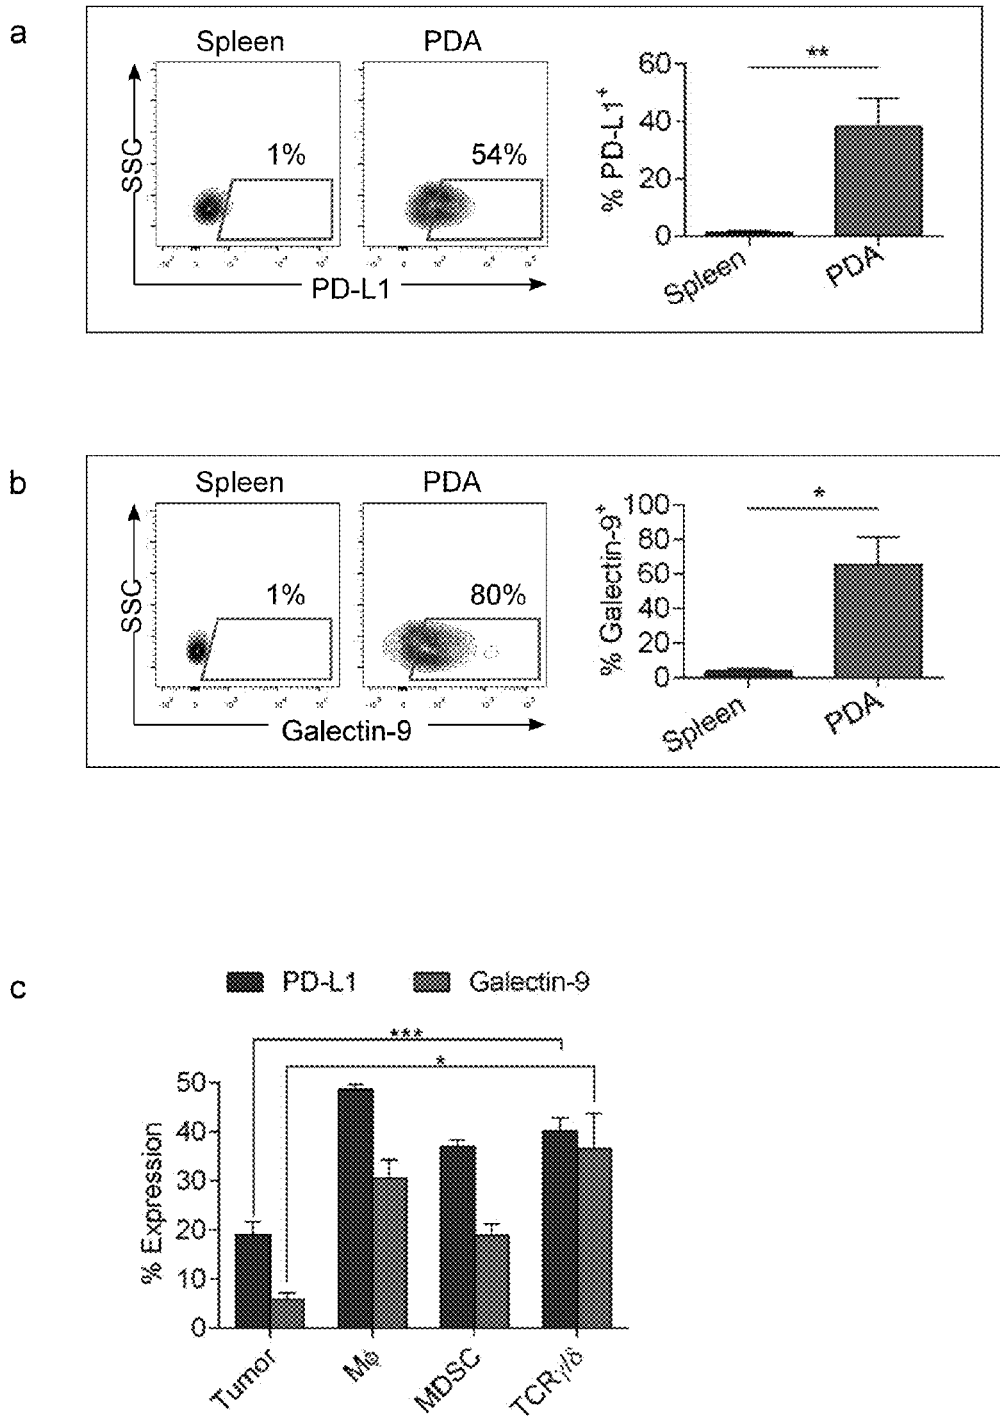 a
Spleen PDA
SSC
1% 54%
PD-L1
% PD-L1+
60
40
20
0
**
Spleen PDA
b
Spleen PDA
SSC
1% 80%
Galectin-9
% Galectin-9+
100
80
60
40
20
0
*
Spleen PDA
c
PD-L1 Galectin-9
***
*
% Expression
50
40
30
20
10
0
Tumor Mϕ MDSC TCRγ/δ